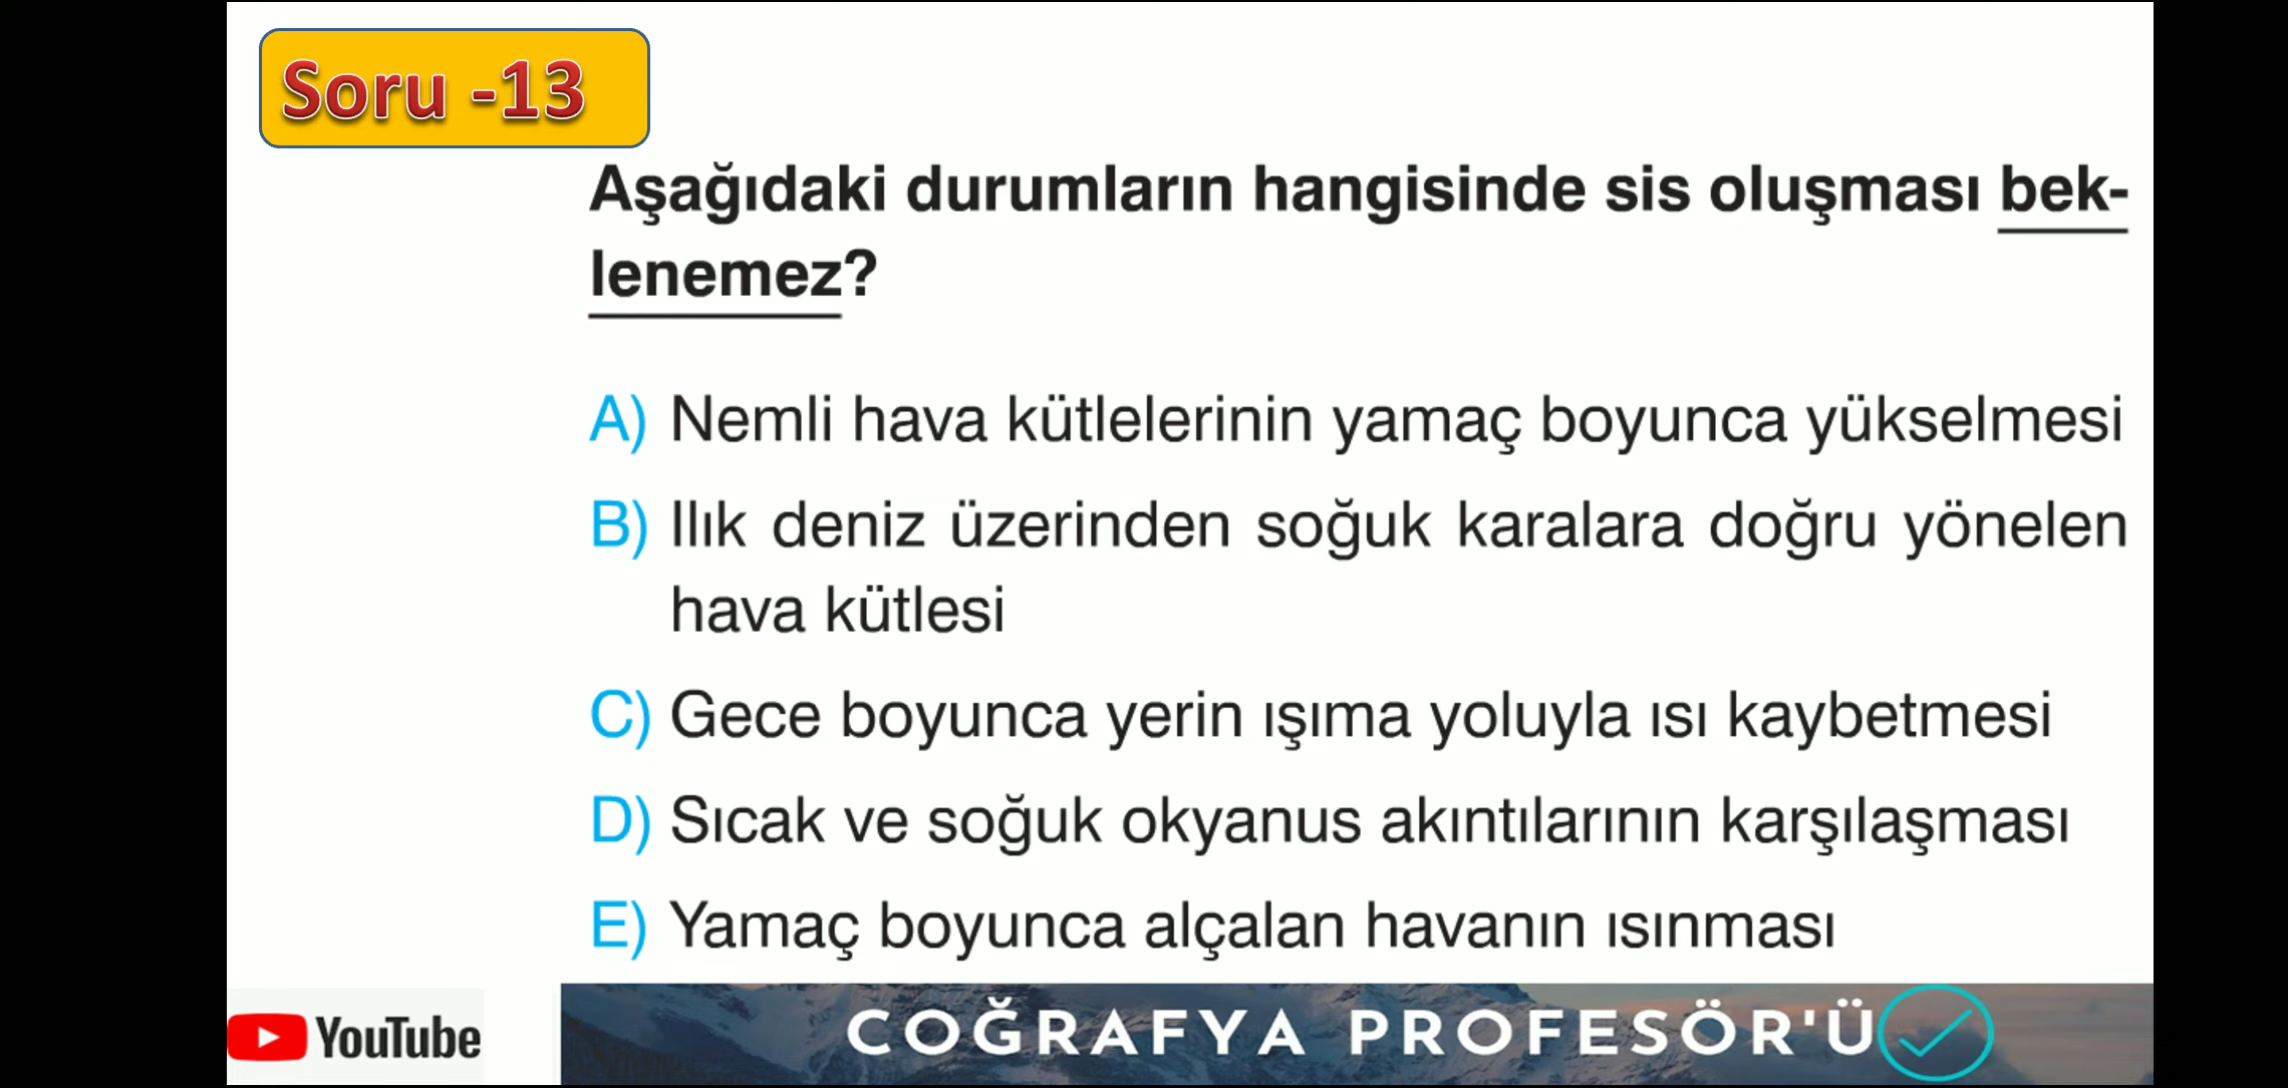 Soru -13
Aşağıdaki durumların hangisinde sis oluşması bek-
lenemez?
A) Nemli hava kütlelerinin yamaç boyunca yükselmesi
B) Ilık deniz üzerinden soğuk karalara doğru yönelen
hava kütlesi
C) Gece boyunca yerin ışıma yoluyla ısı kaybetmesi
D) Sıcak ve soğuk okyanus akıntılarının karşılaşması
E) Yamaç boyunca alçalan havanın ısınması
YouTube
COĞRAFYA PROFESÖR'Ü